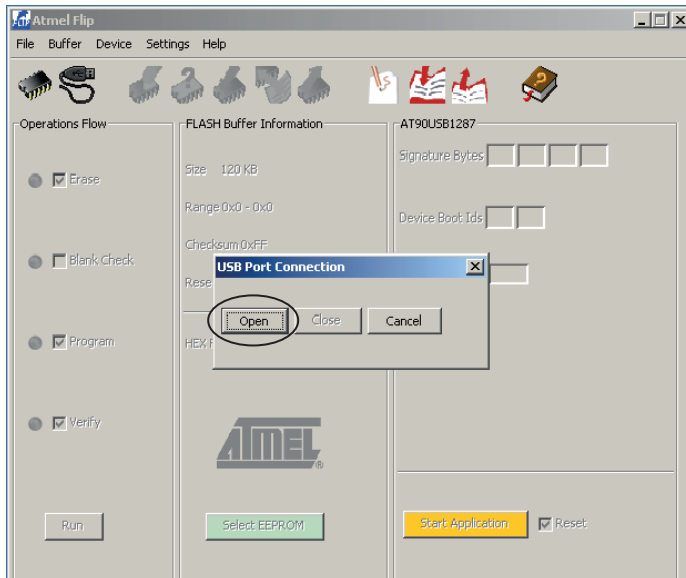 Atmel Flip
File Buffer Device Settings Help
Operations Flow
Erase
Blank Check
Program
Verify
Run
FLASH Buffer Information
Size 120 KB
Range 0x0 - 0x0
Checksum 0xFF
Rese
HEX F
ATMEL ®
Select EEPROM
AT90USB1287
Signature Bytes
Device Boot Ids
Start Application Reset
USB Port Connection
Open Close Cancel